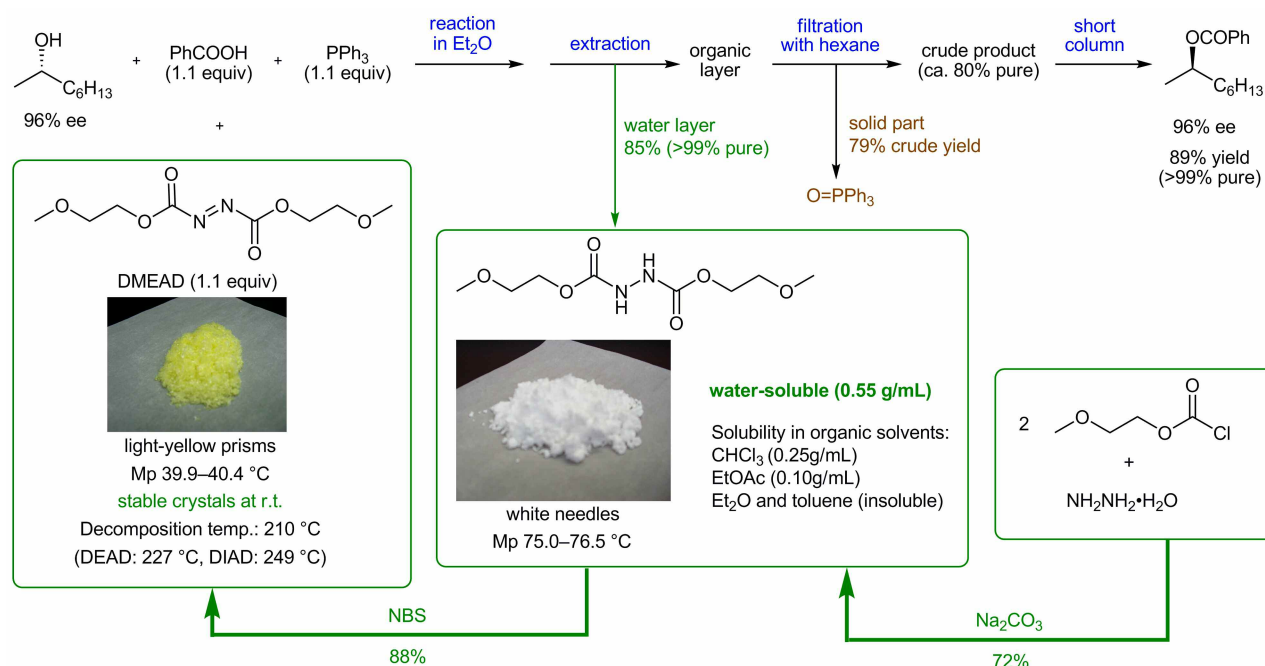 OH
C6H13
96% ee
+
PhCOOH
(1.1 equiv)
+
PPh3
(1.1 equiv)
+
reaction
in Et2O
extraction
organic
layer
filtration
with hexane
crude product
(ca. 80% pure)
short
column
OCOPh
C6H13
96% ee
89% yield
(>99% pure)
water layer
85% (>99% pure)
solid part
79% crude yield
O=PPh3
O
O
O
N
N
O
O
O
DMEAD (1.1 equiv)
light-yellow prisms
Mp 39.9–40.4 °C
stable crystals at r.t.
Decomposition temp.: 210 °C
(DEAD: 227 °C, DIAD: 249 °C)
O
O
O
N
H
H
N
O
O
O
white needles
Mp 75.0–76.5 °C
water-soluble (0.55 g/mL)
Solubility in organic solvents:
CHCl3 (0.25g/mL)
EtOAc (0.10g/mL)
Et2O and toluene (insoluble)
2
O
O
O
Cl
+
NH2NH2•H2O
NBS
88%
Na2CO3
72%